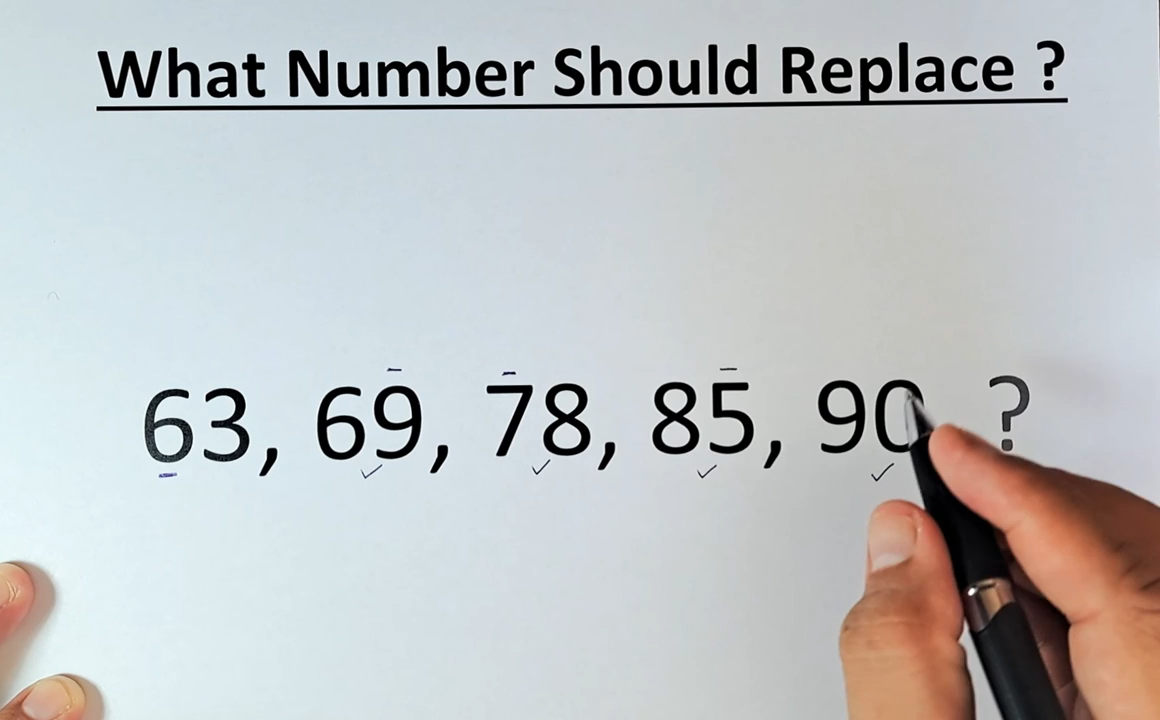 What Number Should Replace ?
63, 69, 78, 85, 90 ?